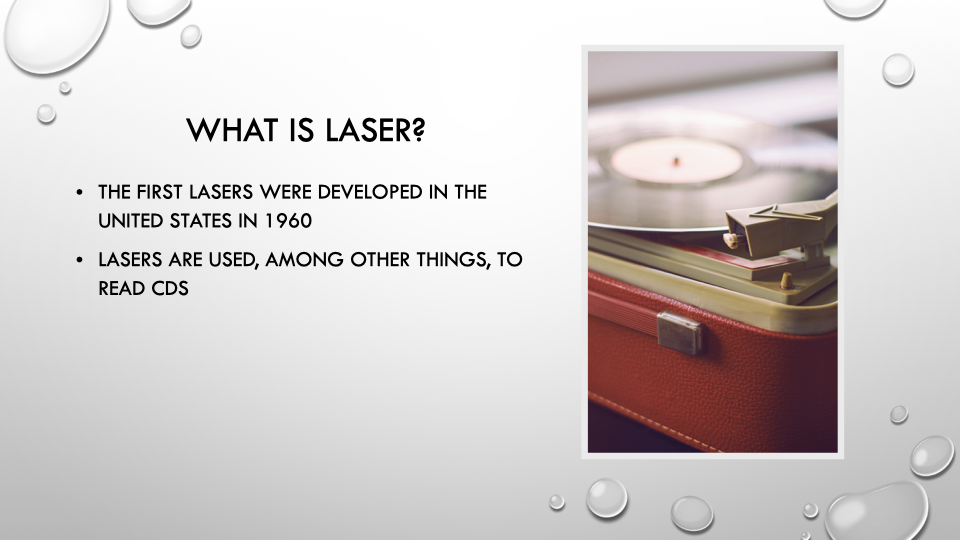 WHAT IS LASER?
• THE FIRST LASERS WERE DEVELOPED IN THE
UNITED STATES IN 1960
• LASERS ARE USED, AMONG OTHER THINGS, TO
READ CDS